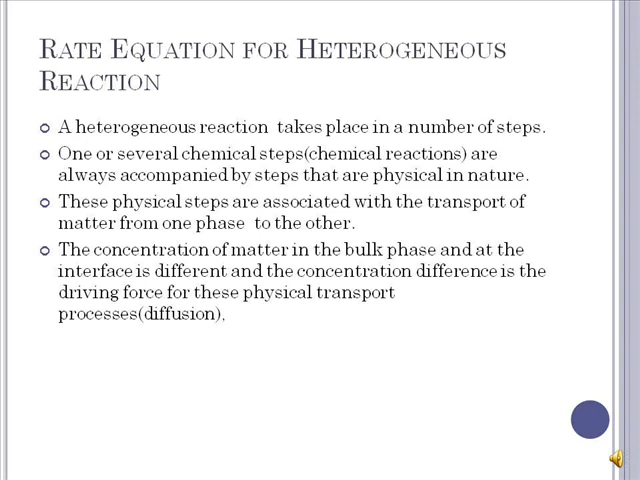 RATE EQUATION FOR HETEROGENEOUS
REACTION
A heterogeneous reaction takes place in a number of steps.
One or several chemical steps(chemical reactions) are
always accompanied by steps that are physical in nature.
These physical steps are associated with the transport of
matter from one phase to the other.
The concentration of matter in the bulk phase and at the
interface is different and the concentration difference is the
driving force for these physical transport
processes(diffusion),